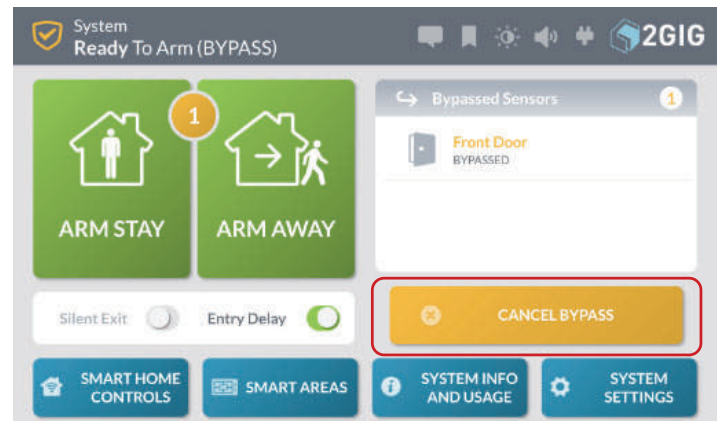 System
Ready To Arm (BYPASS)
2GIG
1
ARM STAY
ARM AWAY
Bypassed Sensors
1
Front Door
BYPASSED
Silent Exit
Entry Delay
CANCEL BYPASS
SMART HOME
CONTROLS
SMART AREAS
SYSTEM INFO
AND USAGE
SYSTEM
SETTINGS